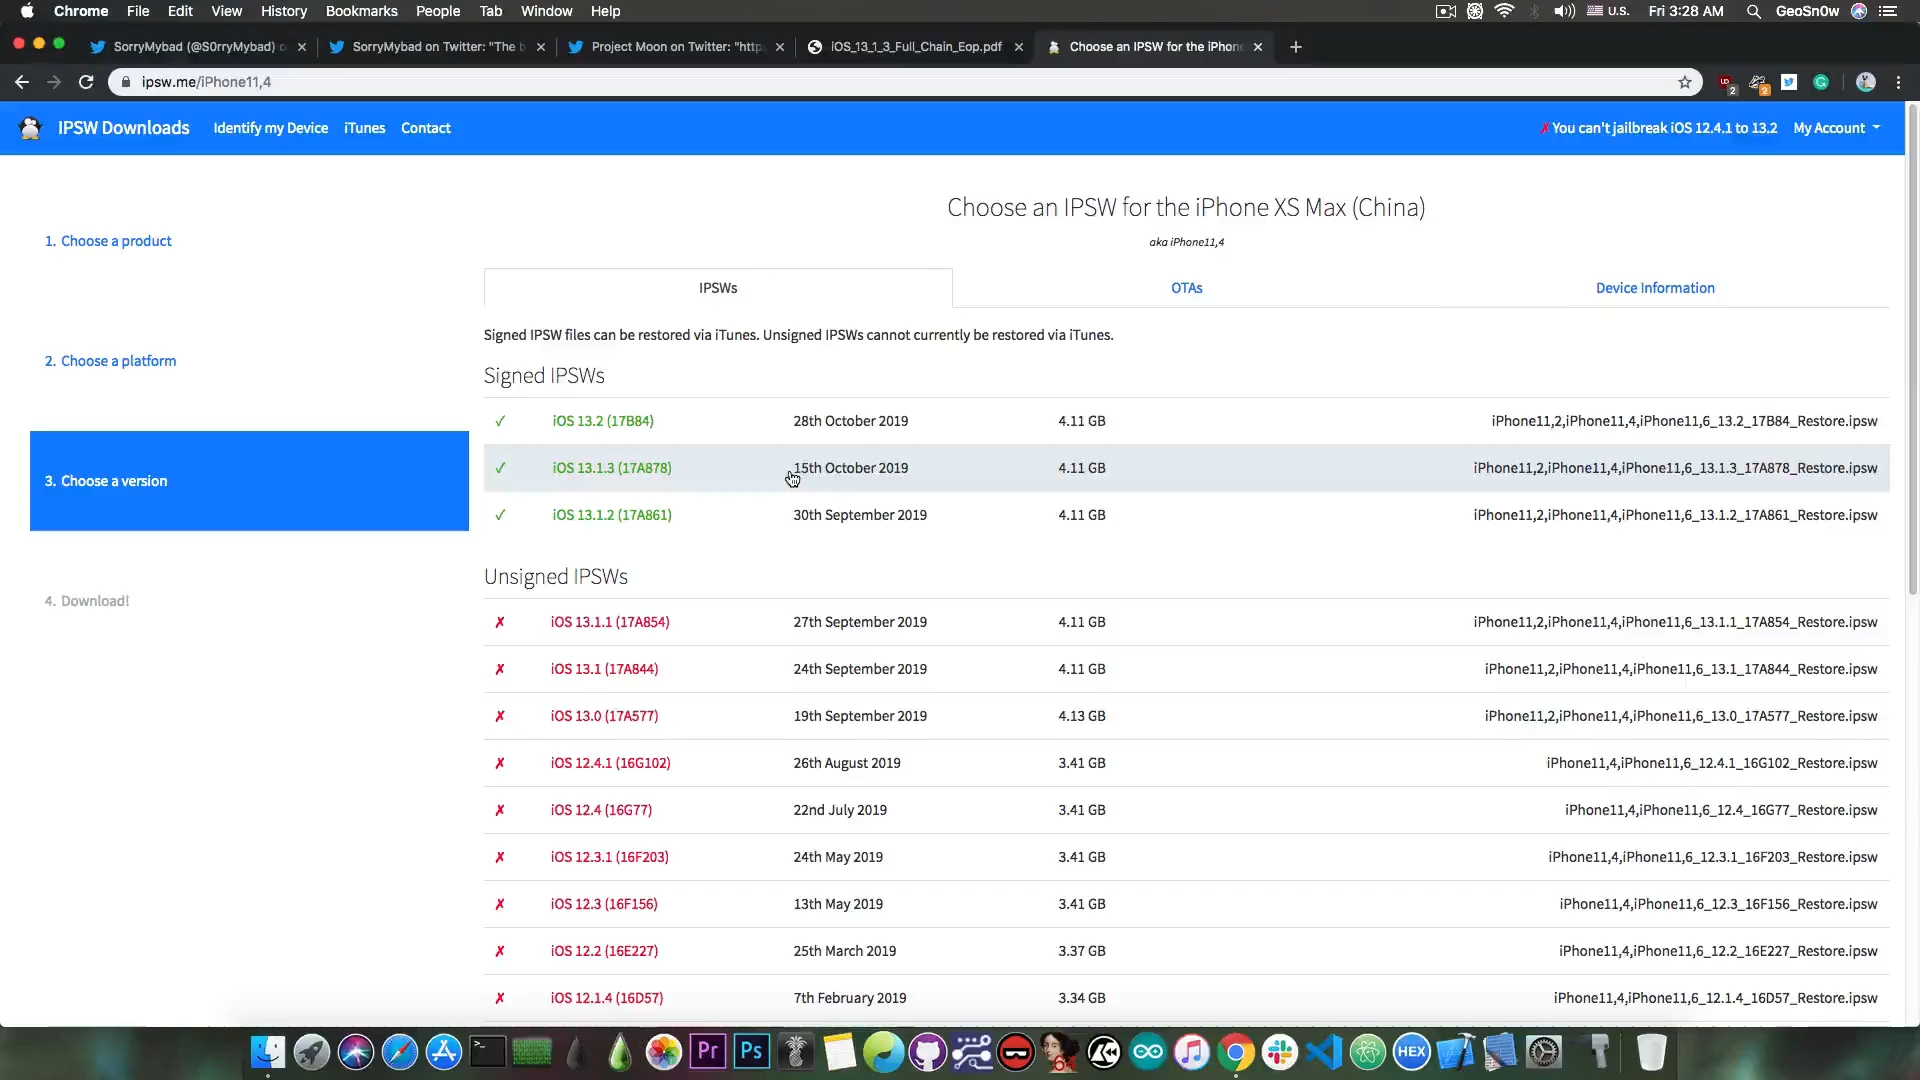 Chrome File Edit View History Bookmarks People Tab Window Help U.S. Fri 3:28 AM GeoSn0w
SorryMybad (@S0rryMybad) o SorryMybad on Twitter: "The b Project Moon on Twitter: "http iOS_13_1_3_Full_Chain_Eop.pdf Choose an IPSW for the iPhone
ipsw.me/iPhone11,4
IPSW Downloads Identify my Device iTunes Contact ✗You can't jailbreak iOS 12.4.1 to 13.2 My Account
Choose an IPSW for the iPhone XS Max (China)
aka iPhone11,4
1. Choose a product
2. Choose a platform
3. Choose a version
4. Download!
IPSWs OTAs Device Information
Signed IPSW files can be restored via iTunes. Unsigned IPSWs cannot currently be restored via iTunes.
Signed IPSWs
✓ iOS 13.2 (17B84) 28th October 2019 4.11 GB iPhone11,2,iPhone11,4,iPhone11,6_13.2_17B84_Restore.ipsw
✓ iOS 13.1.3 (17A878) 15th October 2019 4.11 GB iPhone11,2,iPhone11,4,iPhone11,6_13.1.3_17A878_Restore.ipsw
✓ iOS 13.1.2 (17A861) 30th September 2019 4.11 GB iPhone11,2,iPhone11,4,iPhone11,6_13.1.2_17A861_Restore.ipsw
Unsigned IPSWs
✗ iOS 13.1.1 (17A854) 27th September 2019 4.11 GB iPhone11,2,iPhone11,4,iPhone11,6_13.1.1_17A854_Restore.ipsw
✗ iOS 13.1 (17A844) 24th September 2019 4.11 GB iPhone11,2,iPhone11,4,iPhone11,6_13.1_17A844_Restore.ipsw
✗ iOS 13.0 (17A577) 19th September 2019 4.13 GB iPhone11,2,iPhone11,4,iPhone11,6_13.0_17A577_Restore.ipsw
✗ iOS 12.4.1 (16G102) 26th August 2019 3.41 GB iPhone11,4,iPhone11,6_12.4.1_16G102_Restore.ipsw
✗ iOS 12.4 (16G77) 22nd July 2019 3.41 GB iPhone11,4,iPhone11,6_12.4_16G77_Restore.ipsw
✗ iOS 12.3.1 (16F203) 24th May 2019 3.41 GB iPhone11,4,iPhone11,6_12.3.1_16F203_Restore.ipsw
✗ iOS 12.3 (16F156) 13th May 2019 3.41 GB iPhone11,4,iPhone11,6_12.3_16F156_Restore.ipsw
✗ iOS 12.2 (16E227) 25th March 2019 3.37 GB iPhone11,4,iPhone11,6_12.2_16E227_Restore.ipsw
✗ iOS 12.1.4 (16D57) 7th February 2019 3.34 GB iPhone11,4,iPhone11,6_12.1.4_16D57_Restore.ipsw
Pr Ps 64 HEX